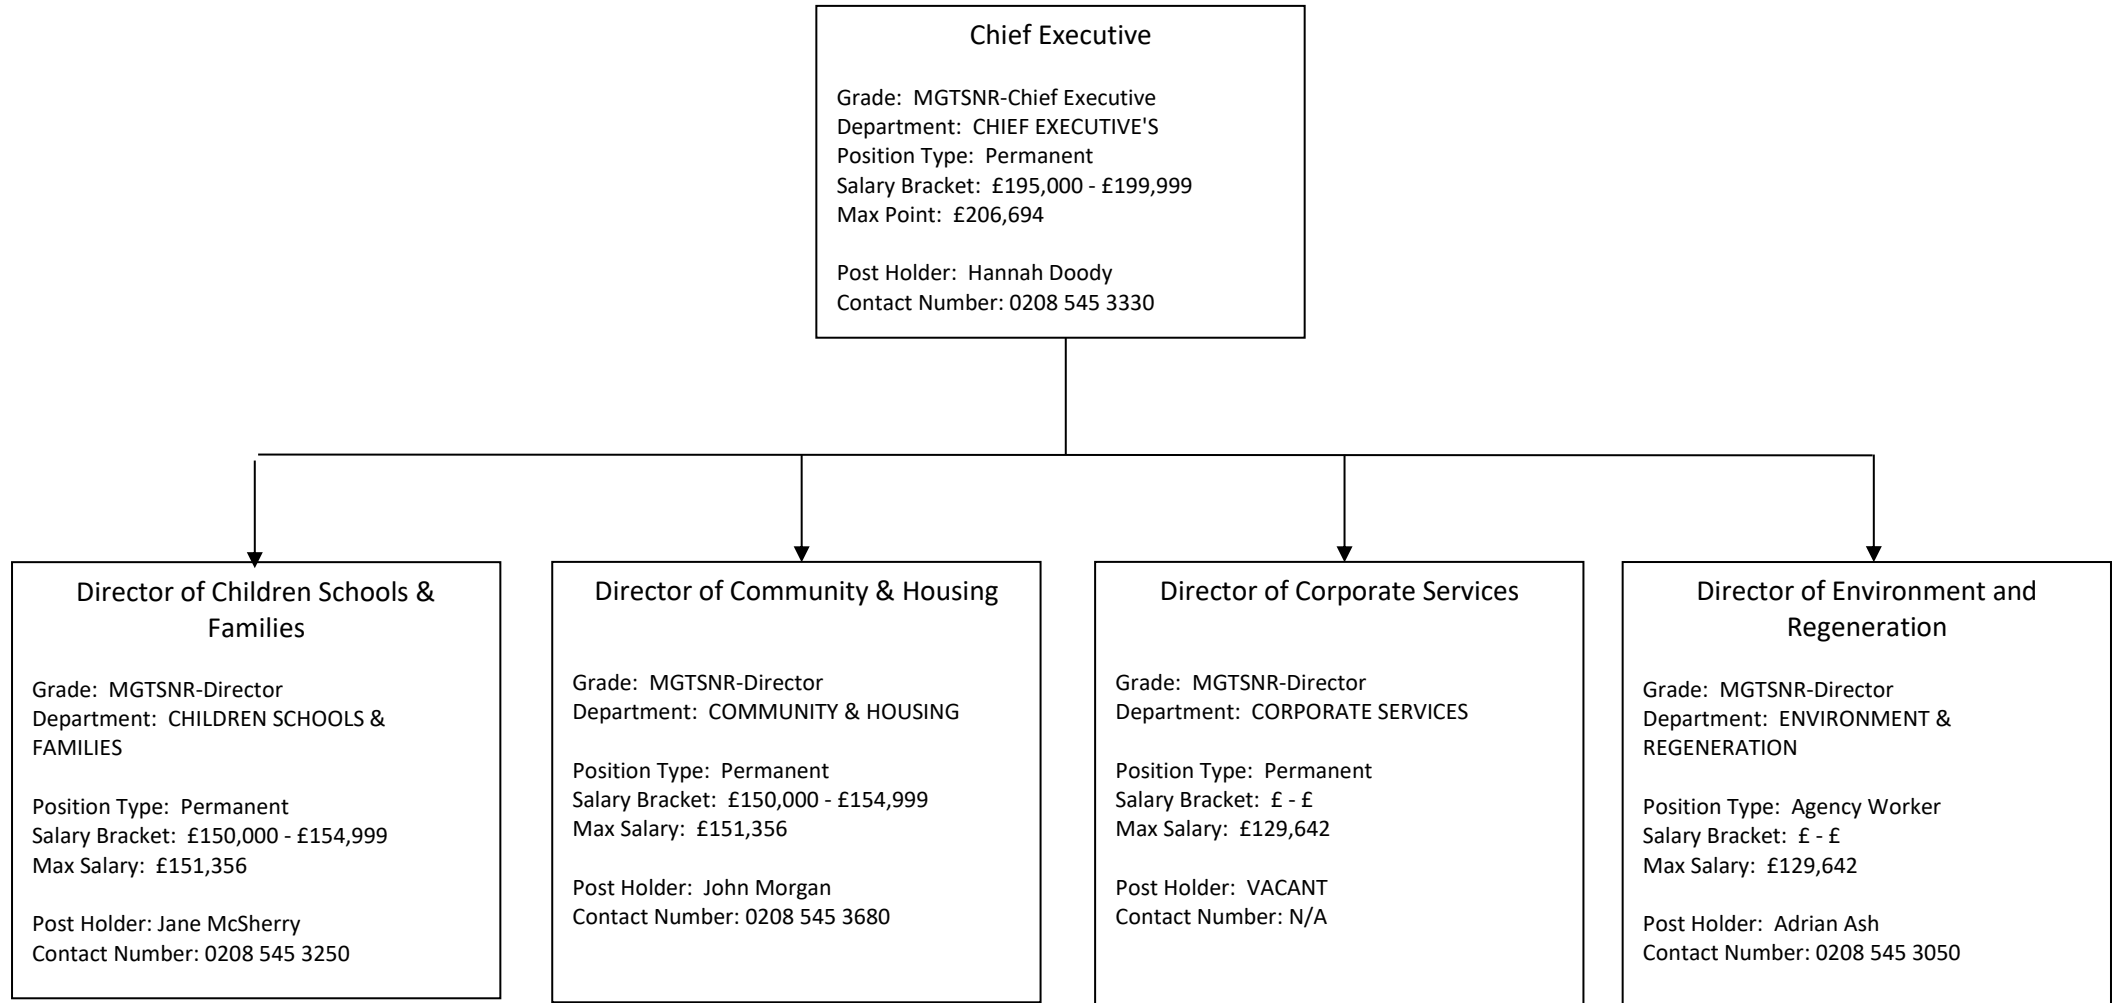 Chief Executive
Grade:  MGTSNR-Chief Executive
Department:  CHIEF EXECUTIVE'S
Position Type:  Permanent
Salary Bracket:  £195,000 - £199,999
Max Point:  £206,694
Post Holder:  Hannah Doody
Contact Number: 0208 545 3330
Director of Children Schools &
Families
Grade:  MGTSNR-Director
Department:  CHILDREN SCHOOLS &
FAMILIES
Position Type:  Permanent
Salary Bracket:  £150,000 - £154,999
Max Salary:  £151,356
Post Holder: Jane McSherry
Contact Number: 0208 545 3250
Director of Community & Housing
Grade:  MGTSNR-Director
Department:  COMMUNITY & HOUSING
Position Type:  Permanent
Salary Bracket:  £150,000 - £154,999
Max Salary:  £151,356
Post Holder:  John Morgan
Contact Number: 0208 545 3680
Director of Corporate Services
Grade:  MGTSNR-Director
Department:  CORPORATE SERVICES
Position Type:  Permanent
Salary Bracket:  £ - £
Max Salary:  £129,642
Post Holder:  VACANT
Contact Number: N/A
Director of Environment and
Regeneration
Grade:  MGTSNR-Director
Department:  ENVIRONMENT &
REGENERATION
Position Type:  Agency Worker
Salary Bracket:  £ - £
Max Salary:  £129,642
Post Holder:  Adrian Ash
Contact Number: 0208 545 3050